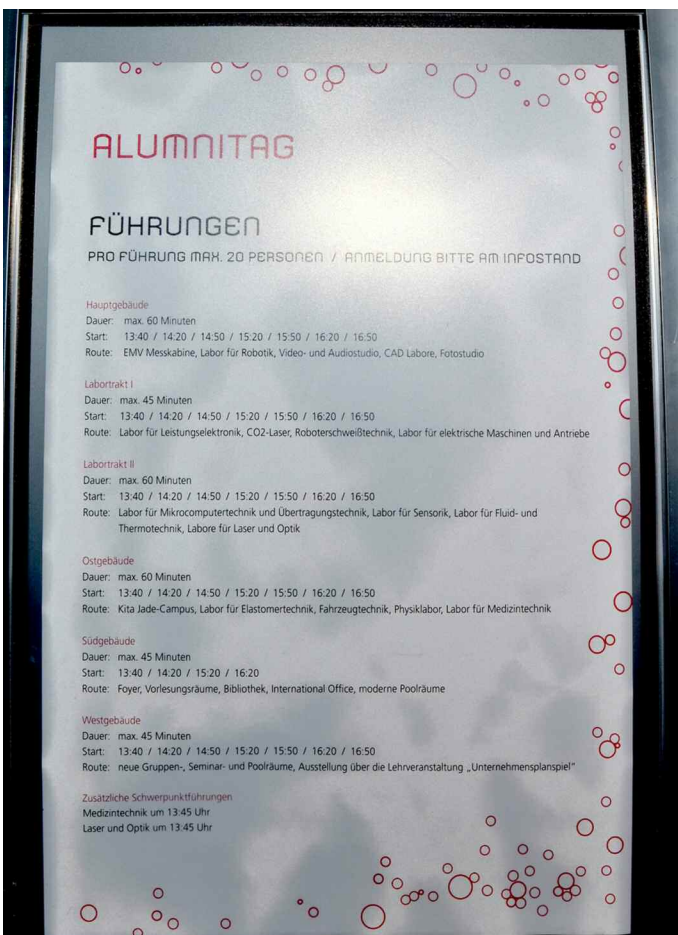 ALUMNITAG
FÜHRUNGEN
PRO FÜHRUNG MAX. 20 PERSONEN / ANMELDUNG BITTE AM INFOSTAND
Hauptgebäude
Dauer: max. 60 Minuten
Start: 13:40 / 14:20 / 14:50 / 15:20 / 15:50 / 16:20 / 16:50
Route: EMV Messkabine, Labor für Robotik, Video- und Audiostudio, CAD Labore, Fotostudio
Labortrakt I
Dauer: max. 45 Minuten
Start: 13:40 / 14:20 / 14:50 / 15:20 / 15:50 / 16:20 / 16:50
Route: Labor für Leistungselektronik, CO2-Laser, Roboterschweißtechnik, Labor für elektrische Maschinen und Antriebe
Labortrakt II
Dauer: max. 60 Minuten
Start: 13:40 / 14:20 / 14:50 / 15:20 / 15:50 / 16:20 / 16:50
Route: Labor für Mikrocomputertechnik und Übertragungstechnik, Labor für Sensorik, Labor für Fluid- und
Thermotechnik, Labore für Laser und Optik
Ostgebäude
Dauer: max. 60 Minuten
Start: 13:40 / 14:20 / 14:50 / 15:20 / 15:50 / 16:20 / 16:50
Route: Kita Jade-Campus, Labor für Elastomertechnik, Fahrzeugtechnik, Physiklabor, Labor für Medizintechnik
Südgebäude
Dauer: max. 45 Minuten
Start: 13:40 / 14:20 / 15:20 / 16:20
Route: Foyer, Vorlesungsräume, Bibliothek, International Office, moderne Poolräume
Westgebäude
Dauer: max. 45 Minuten
Start: 13:40 / 14:20 / 14:50 / 15:20 / 15:50 / 16:20 / 16:50
Route: neue Gruppen-, Seminar- und Poolräume, Ausstellung über die Lehrveranstaltung „Unternehmensplanspiel"
Zusätzliche Schwerpunktführungen
Medizintechnik um 13:45 Uhr
Laser und Optik um 13:45 Uhr